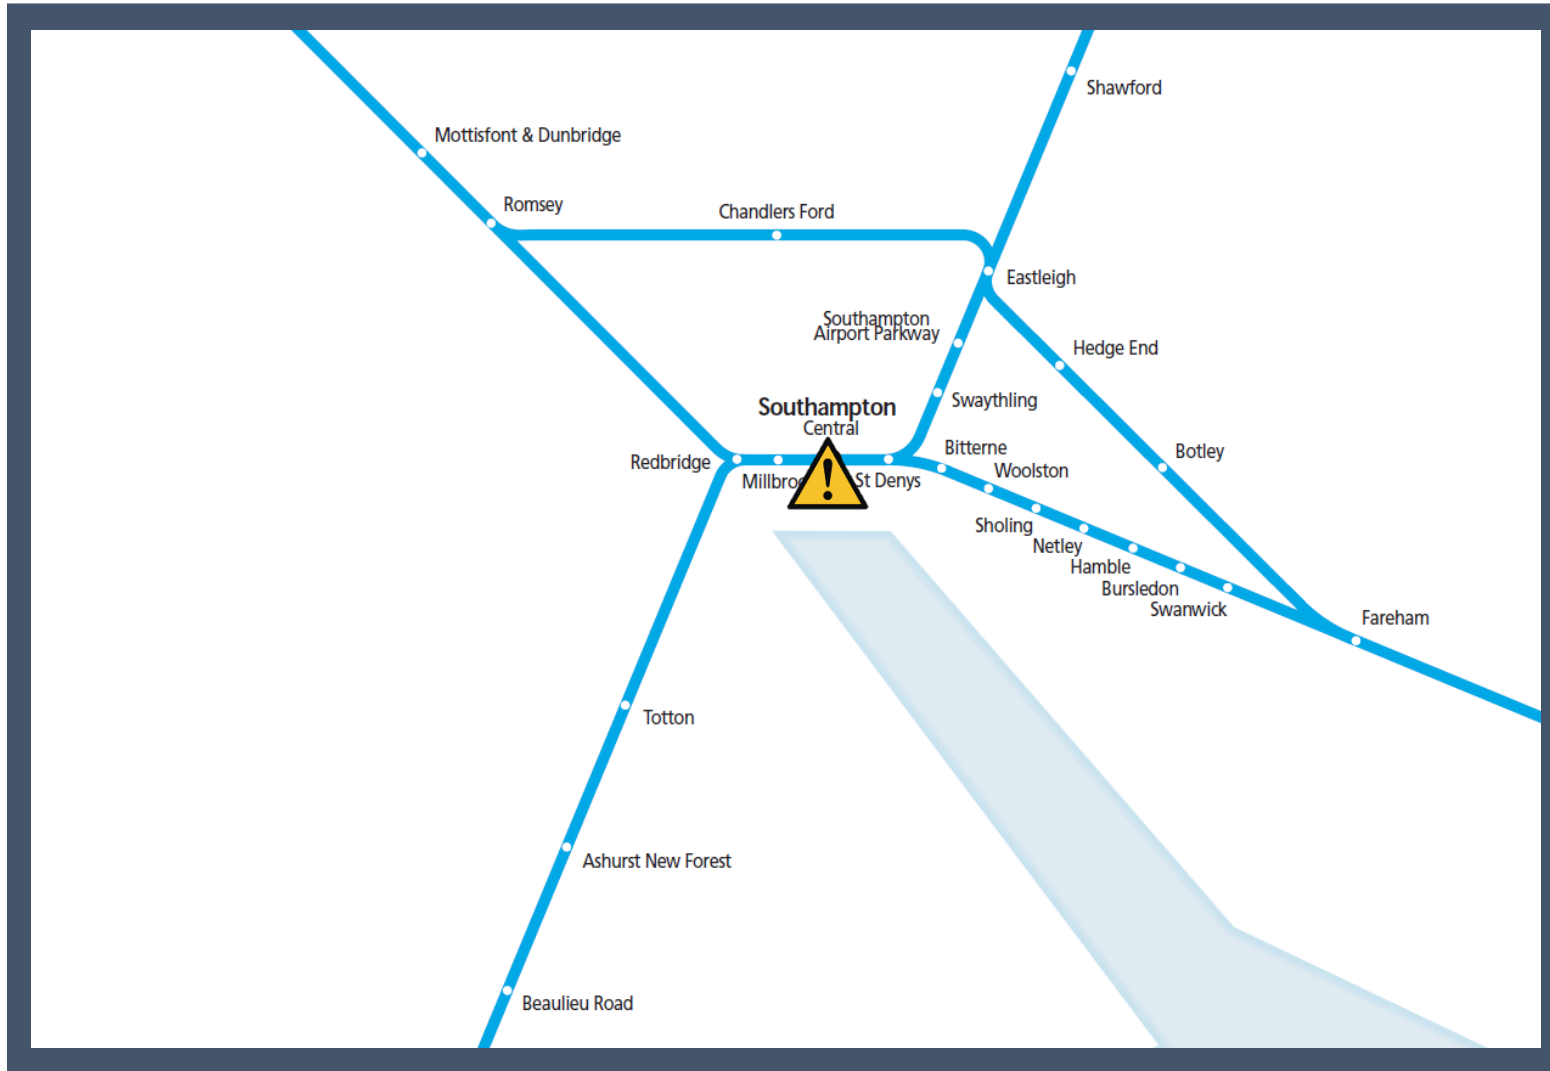 Shawford
Mottisfont & Dunbridge
Romsey
Chandlers Ford
Eastleigh
Southampton
Airport Parkway
Hedge End
Swaythling
Southampton
Central
Bitterne
Botley
Redbridge
Woolston
Millbroo
St Denys
Sholing
Netley
Hamble
Bursledon
Swanwick
Fareham
Totton
Ashurst New Forest
Beaulieu Road